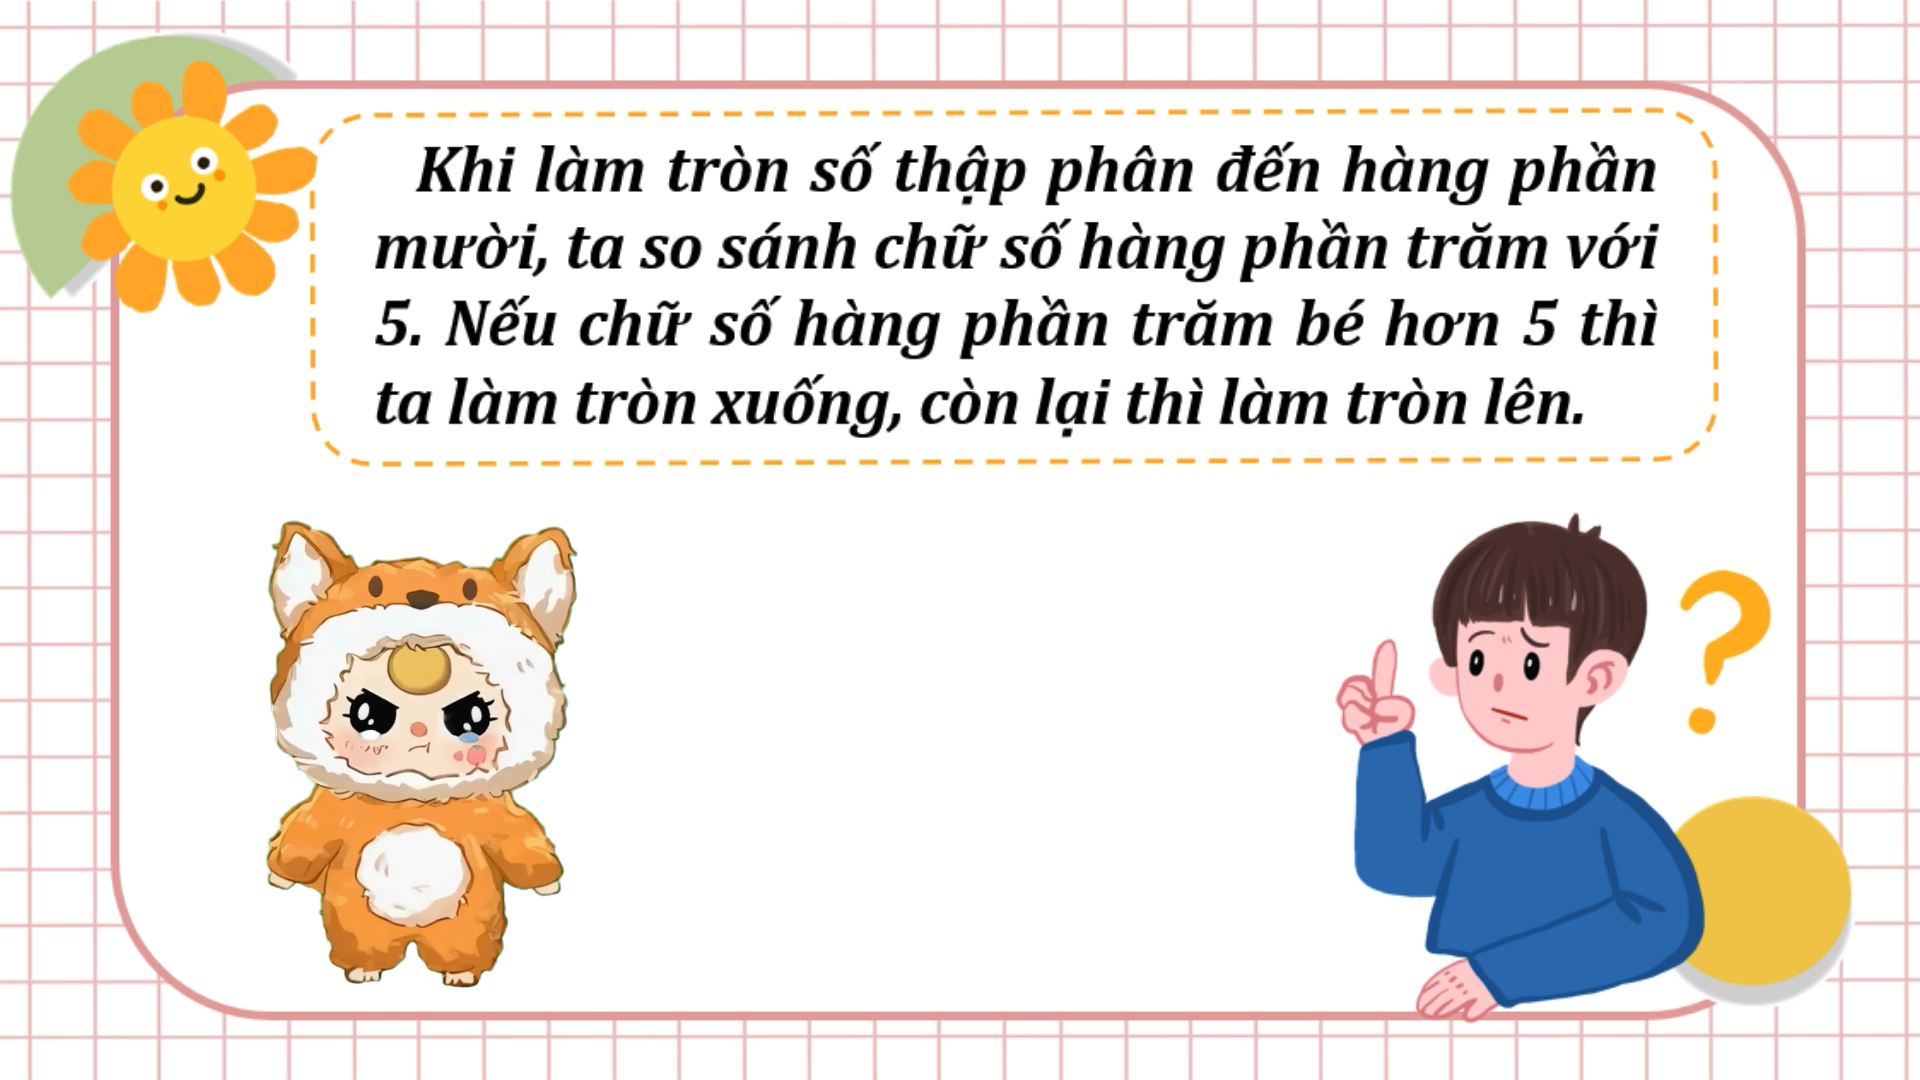 Khi làm tròn số thập phân đến hàng phần
mười, ta so sánh chữ số hàng phần trăm với
5. Nếu chữ số hàng phần trăm bé hơn 5 thì
ta làm tròn xuống, còn lại thì làm tròn lên.
?